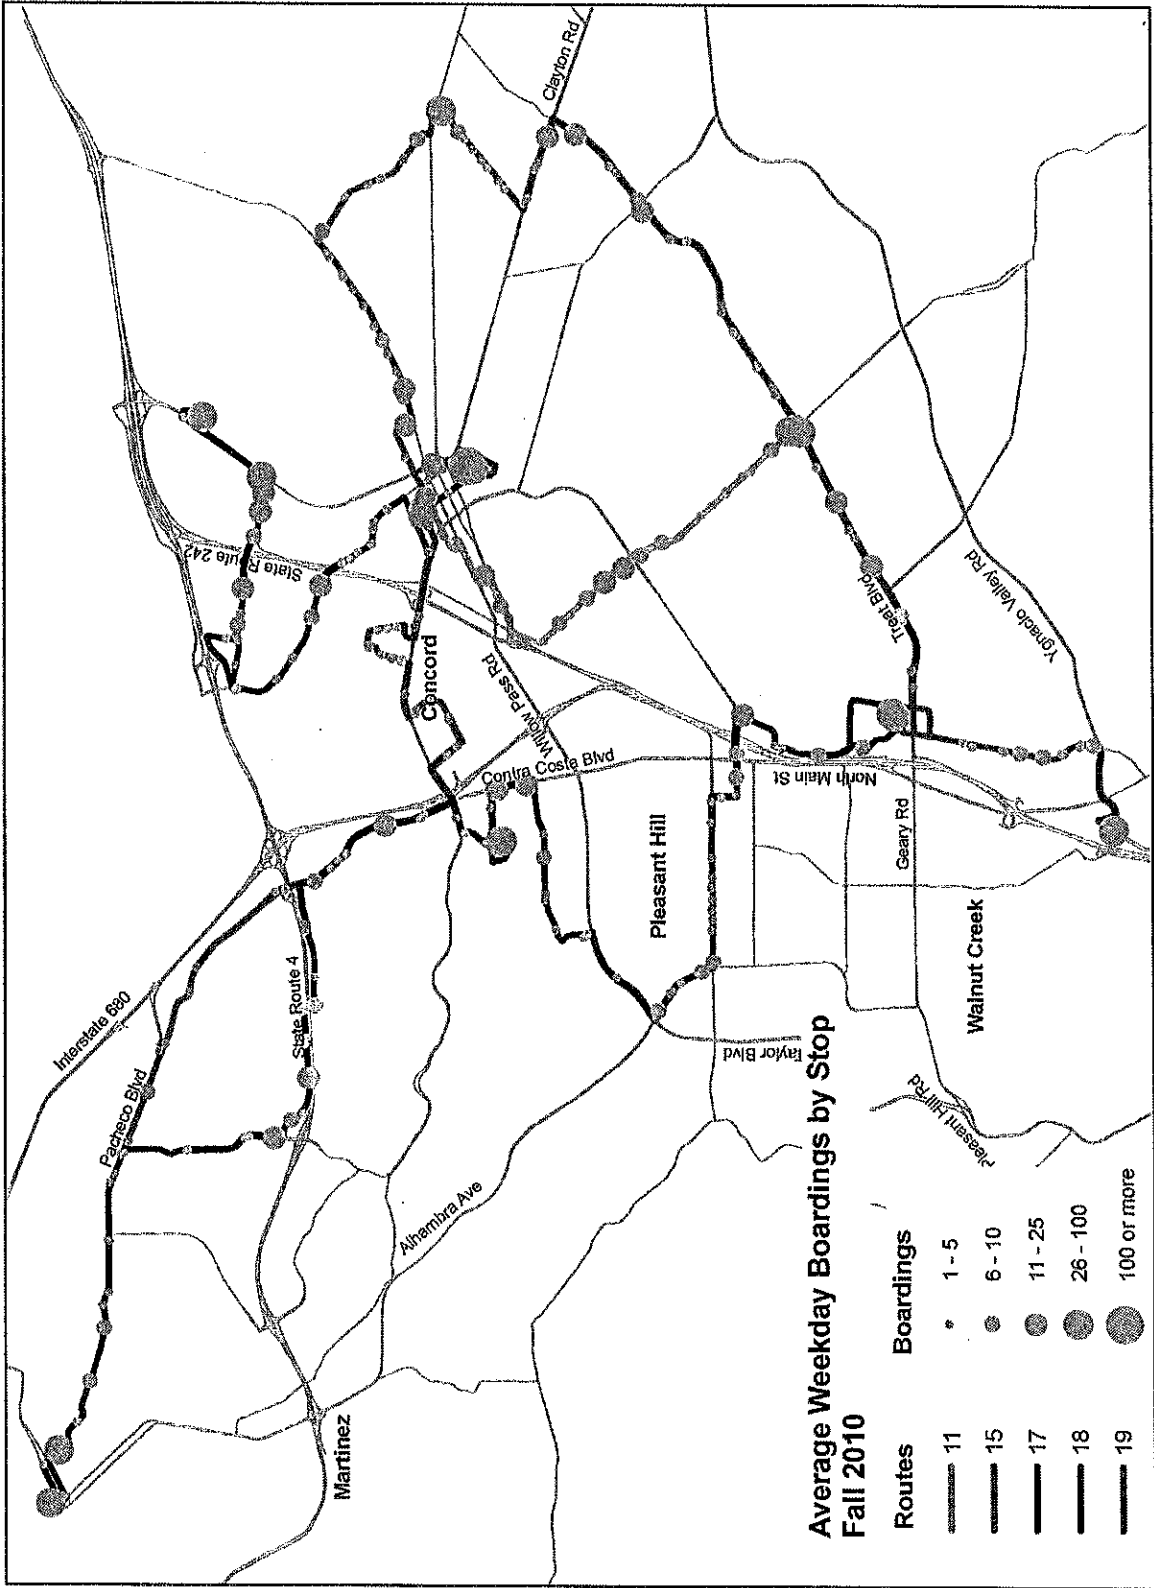 Average Weekday Boardings by Stop
Fall 2010
Routes
11
15
17
18
19
Boardings
1 - 5
6 - 10
11 - 25
26 - 100
100 or more
Martinez
Alhambra Ave
Pacheco Blvd
Interstate 680
State Route 4
Taylor Blvd
Pleasant Hill Rd
Walnut Creek
Pleasant Hill
Geary Rd
North Main St
Contra Costa Blvd
Willow Pass Rd
Concord
State Route 242
Treat Blvd
Ygnacio Valley Rd
Clayton Rd